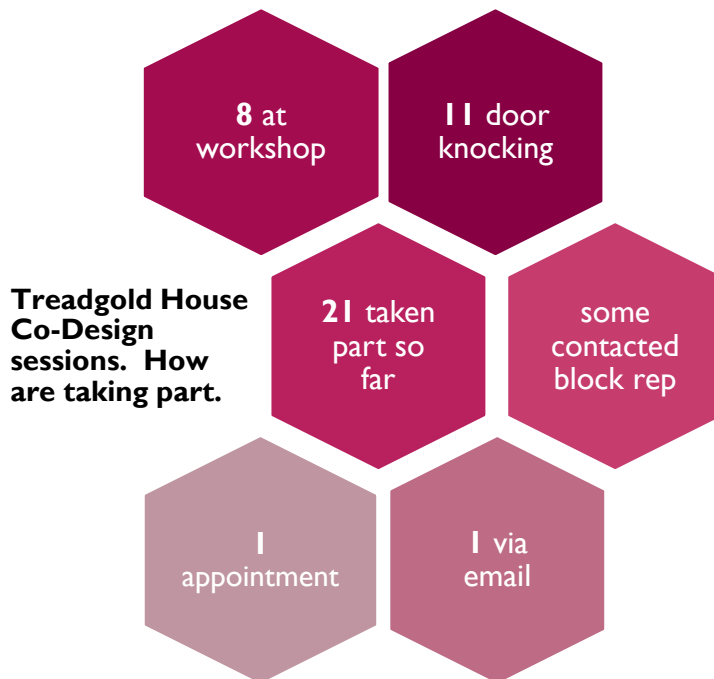 8 at
workshop
11 door
knocking
Treadgold House
Co-Design
sessions.  How
are taking part.
21 taken
part so
far
some
contacted
block rep
1
appointment
1 via
email